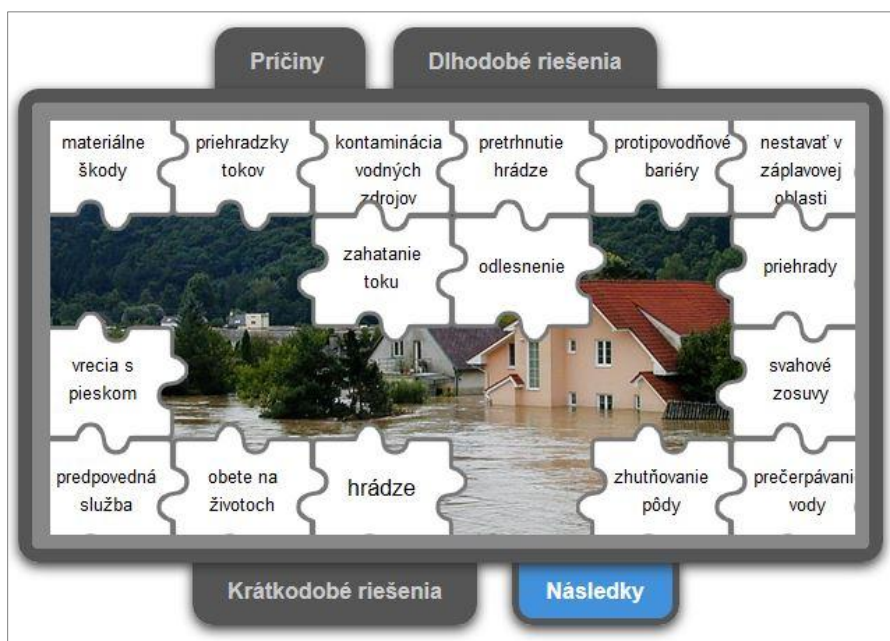 Príčiny
Dlhodobé riešenia
materiálne
škody
priehradzky
tokov
kontaminácia
vodných
zdrojov
pretrhnutie
hrádze
protipovodňové
bariéry
nestavať v
záplavovej
oblasti
zahatanie
toku
odlesnenie
priehrady
vrecia s
pieskom
svahové
zosuvy
predpovedná
služba
obete na
životoch
hrádze
zhutňovanie
pôdy
prečerpávani
vody
Krátkodobé riešenia
Následky